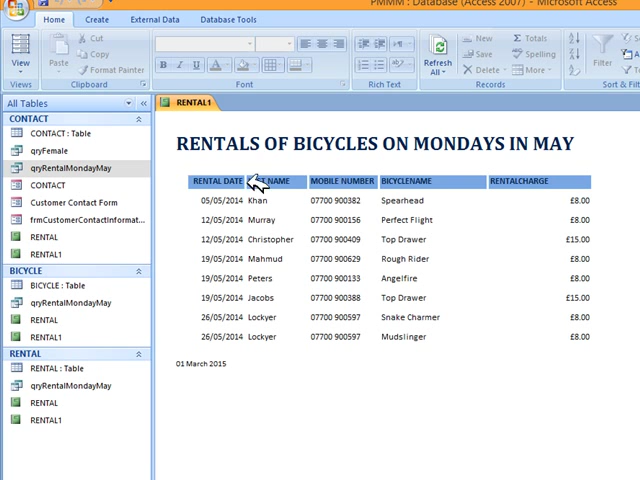 PMMM : Database (Access 2007) - Microsoft Access
Home Create External Data Database Tools
View
Views
Paste
Cut
Copy
Format Painter
Clipboard
B I U
Font
Rich Text
Refresh
All
New
Save
Delete
Σ Totals
Spelling
More
Records
Filter
Sort & Filter
All Tables
CONTACT
CONTACT : Table
qryFemale
qryRentalMondayMay
CONTACT
Customer Contact Form
frmCustomerContactInformat...
RENTAL
RENTAL1
BICYCLE
BICYCLE : Table
qryRentalMondayMay
RENTAL
RENTAL1
RENTAL
RENTAL : Table
qryRentalMondayMay
RENTAL
RENTAL1
RENTAL1
RENTALS OF BICYCLES ON MONDAYS IN MAY
RENTAL DATE NAME MOBILE NUMBER BICYCLENAME RENTALCHARGE
05/05/2014 Khan 07700 900382 Spearhead £8.00
12/05/2014 Murray 07700 900156 Perfect Flight £8.00
12/05/2014 Christopher 07700 900409 Top Drawer £15.00
19/05/2014 Mahmud 07700 900629 Rough Rider £8.00
19/05/2014 Peters 07700 900133 Angelfire £8.00
19/05/2014 Jacobs 07700 900388 Top Drawer £15.00
26/05/2014 Lockyer 07700 900597 Snake Charmer £8.00
26/05/2014 Lockyer 07700 900597 Mudslinger £8.00
01 March 2015